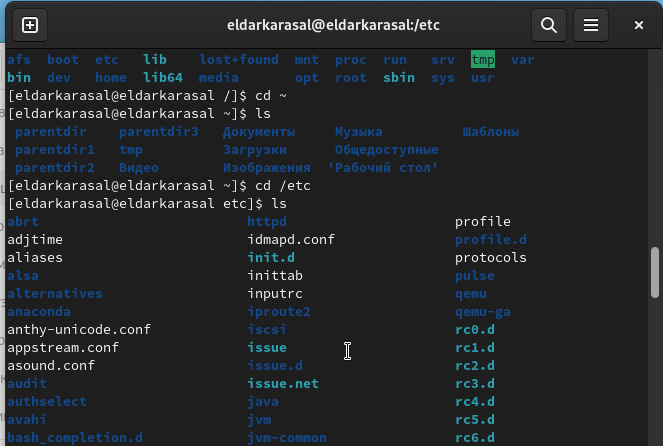 eldarkarasal@eldarkarasal:/etc
afs boot etc lib lost+found mnt proc run srv tmp var
bin dev home lib64 media opt root sbin sys usr
[eldarkarasal@eldarkarasal /]$ cd ~
[eldarkarasal@eldarkarasal ~]$ ls
parentdir parentdir3 Документы Музыка Шаблоны
parentdir1 tmp Загрузки Общедоступные
parentdir2 Видео Изображения 'Рабочий стол'
[eldarkarasal@eldarkarasal ~]$ cd /etc
[eldarkarasal@eldarkarasal etc]$ ls
abrt httpd profile
adjtime idmapd.conf profile.d
aliases init.d protocols
alsa inittab pulse
alternatives inputrc qemu
anaconda iproute2 qemu-ga
anthy-unicode.conf iscsi rc0.d
appstream.conf issue rc1.d
asound.conf issue.d rc2.d
audit issue.net rc3.d
authselect java rc4.d
avahi jvm rc5.d
bash_completion.d jvm-common rc6.d